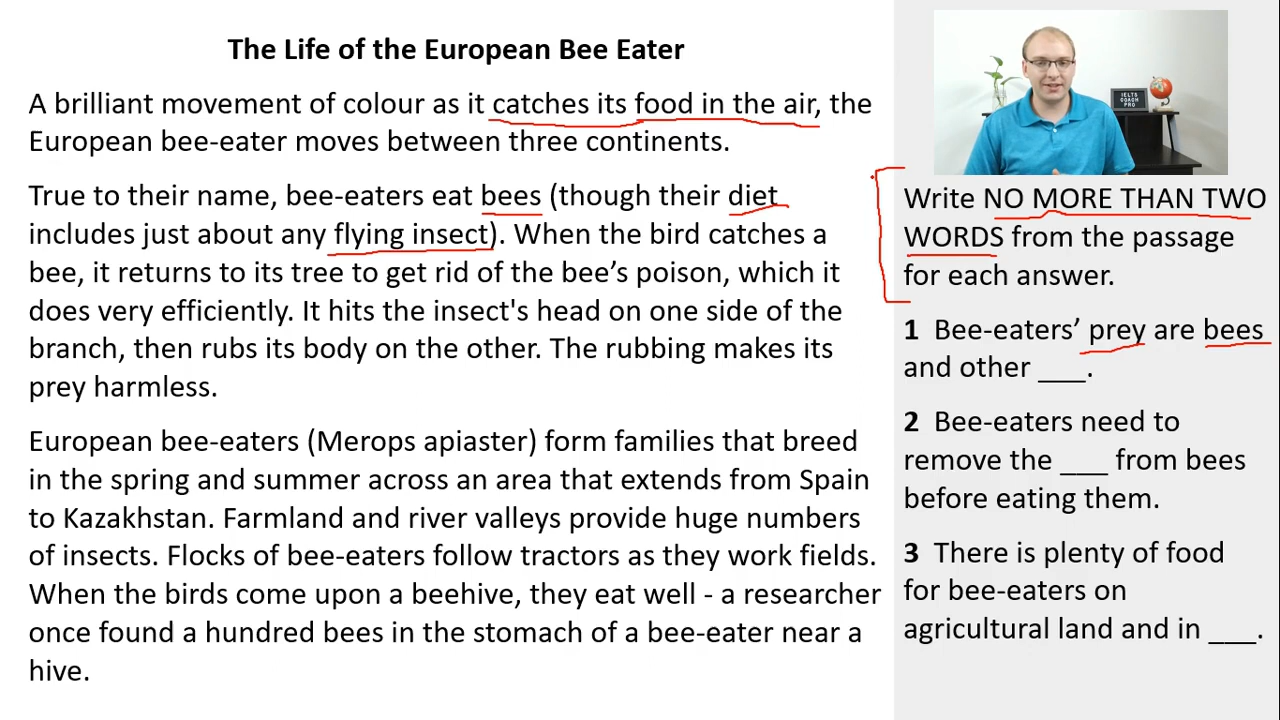 The Life of the European Bee Eater
A brilliant movement of colour as it catches its food in the air, the
European bee-eater moves between three continents.
True to their name, bee-eaters eat bees (though their diet
includes just about any flying insect). When the bird catches a
bee, it returns to its tree to get rid of the bee’s poison, which it
does very efficiently. It hits the insect's head on one side of the
branch, then rubs its body on the other. The rubbing makes its
prey harmless.
European bee-eaters (Merops apiaster) form families that breed
in the spring and summer across an area that extends from Spain
to Kazakhstan. Farmland and river valleys provide huge numbers
of insects. Flocks of bee-eaters follow tractors as they work fields.
When the birds come upon a beehive, they eat well - a researcher
once found a hundred bees in the stomach of a bee-eater near a
hive.
IELTS
COACH
PRO
Write NO MORE THAN TWO
WORDS from the passage
for each answer.
1 Bee-eaters’ prey are bees
and other ___.
2 Bee-eaters need to
remove the ___ from bees
before eating them.
3 There is plenty of food
for bee-eaters on
agricultural land and in ___.